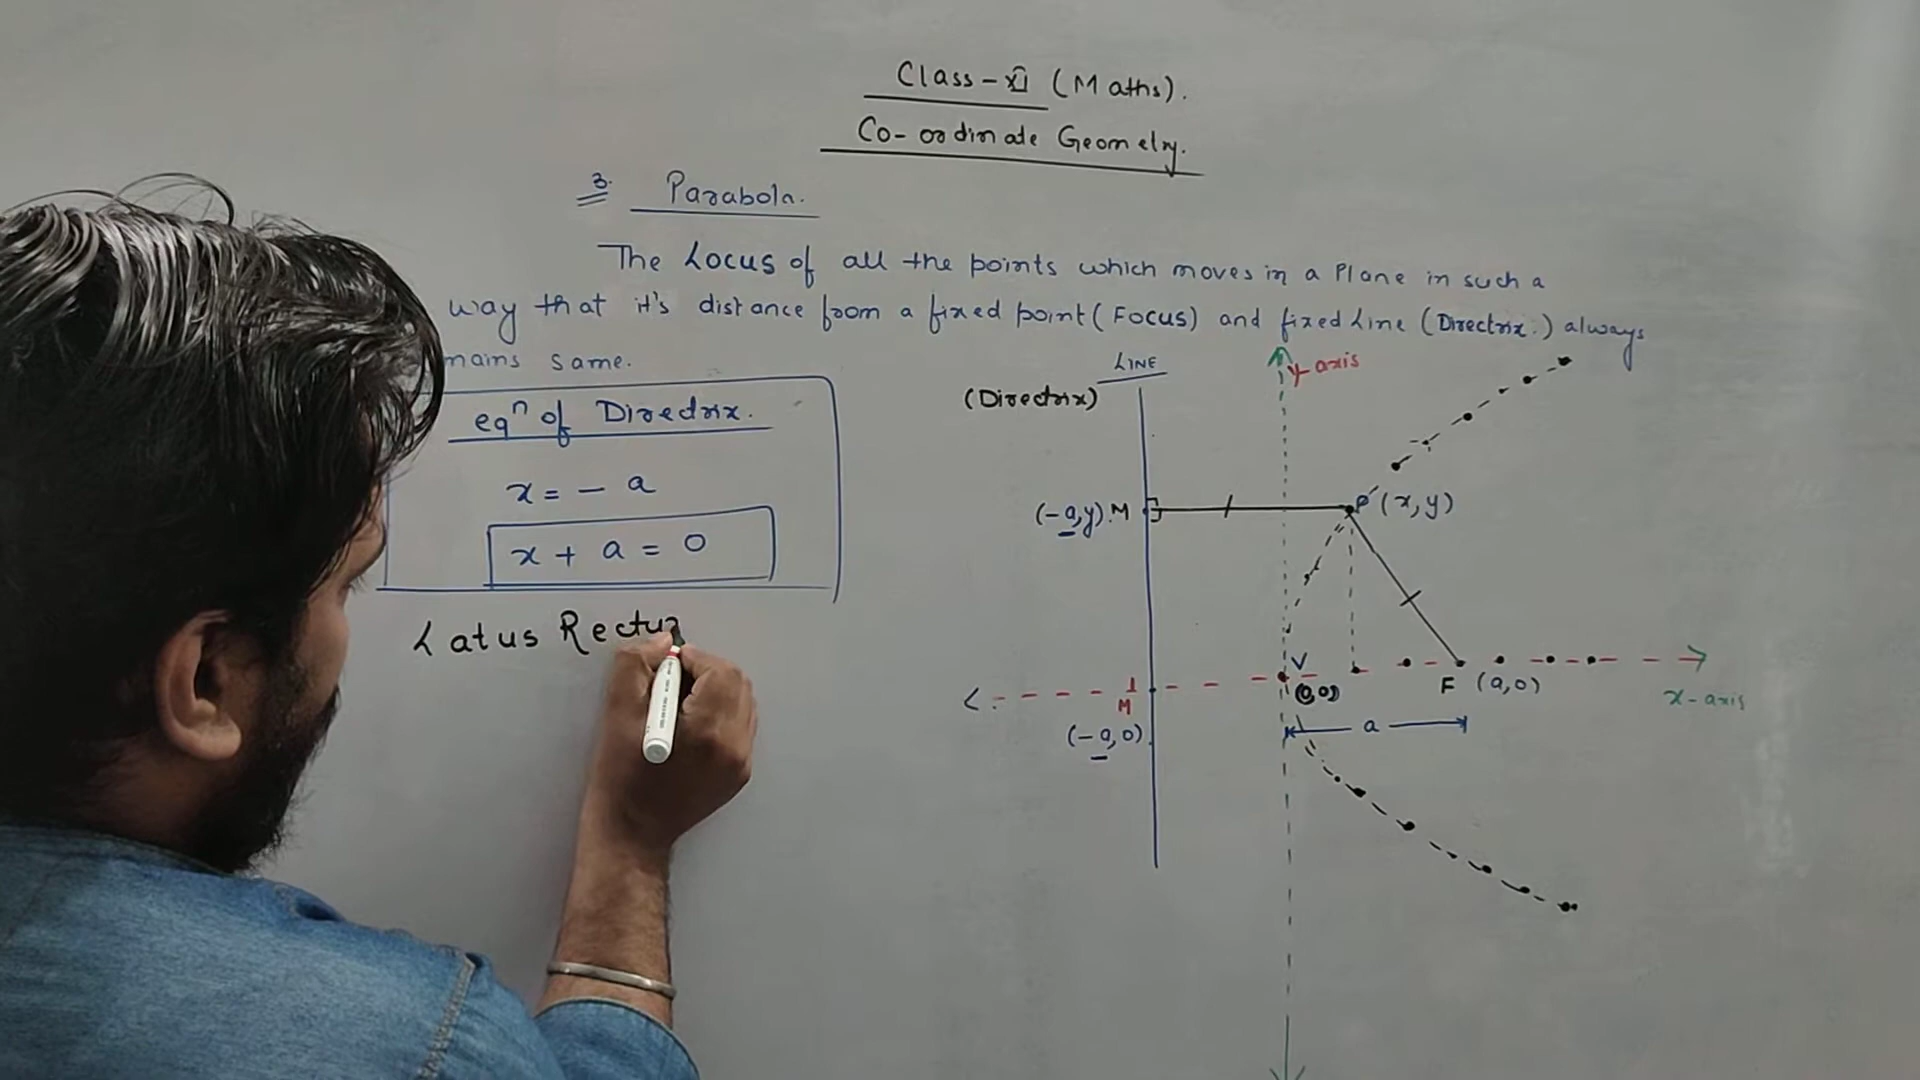 Class-XI (Maths).
Co-ordinate Geometry.
3. Parabola.
The Locus of all the points which moves in a Plane in such a
way that it's distance from a fixed point (Focus) and fixed Line (Directrix.) always
mains same.
eqⁿ of Directrix.
x = - a
x + a = 0
Latus Rectu
LINE
(Directrix)
y-axis
(-a,y). M
P (x,y)
V
(0,0)
F (a,0)
x-axis
M
(-a,0)
a